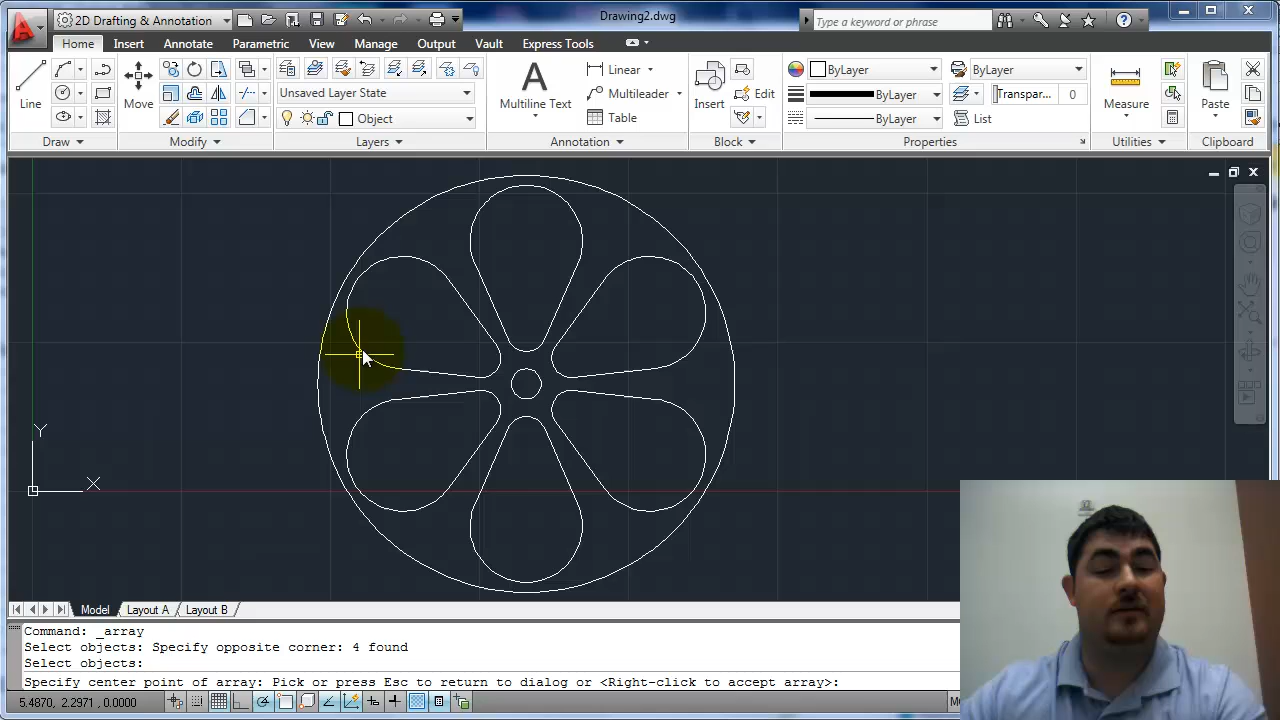 2D Drafting & Annotation
Drawing2.dwg
Type a keyword or phrase
Home Insert Annotate Parametric View Manage Output Vault Express Tools
Line
Move
Unsaved Layer State
Object
Multiline Text
Linear
Multileader
Table
Insert
Edit
ByLayer
ByLayer
ByLayer
ByLayer
Transpar... 0
List
Measure
Paste
Draw Modify Layers Annotation Block Properties Utilities Clipboard
Y
X
Model Layout A Layout B
Command: _array
Select objects: Specify opposite corner: 4 found
Select objects:
Specify center point of array: Pick or press Esc to return to dialog or <Right-click to accept array>:
5.4870, 2.2971, 0.0000